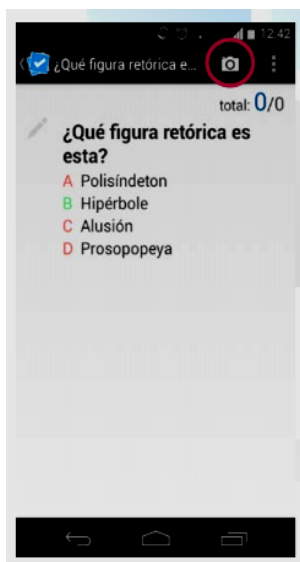 12:42
¿Qué figura retórica e...
total: 0/0
¿Qué figura retórica es
esta?
A Polisíndeton
B Hipérbole
C Alusión
D Prosopopeya